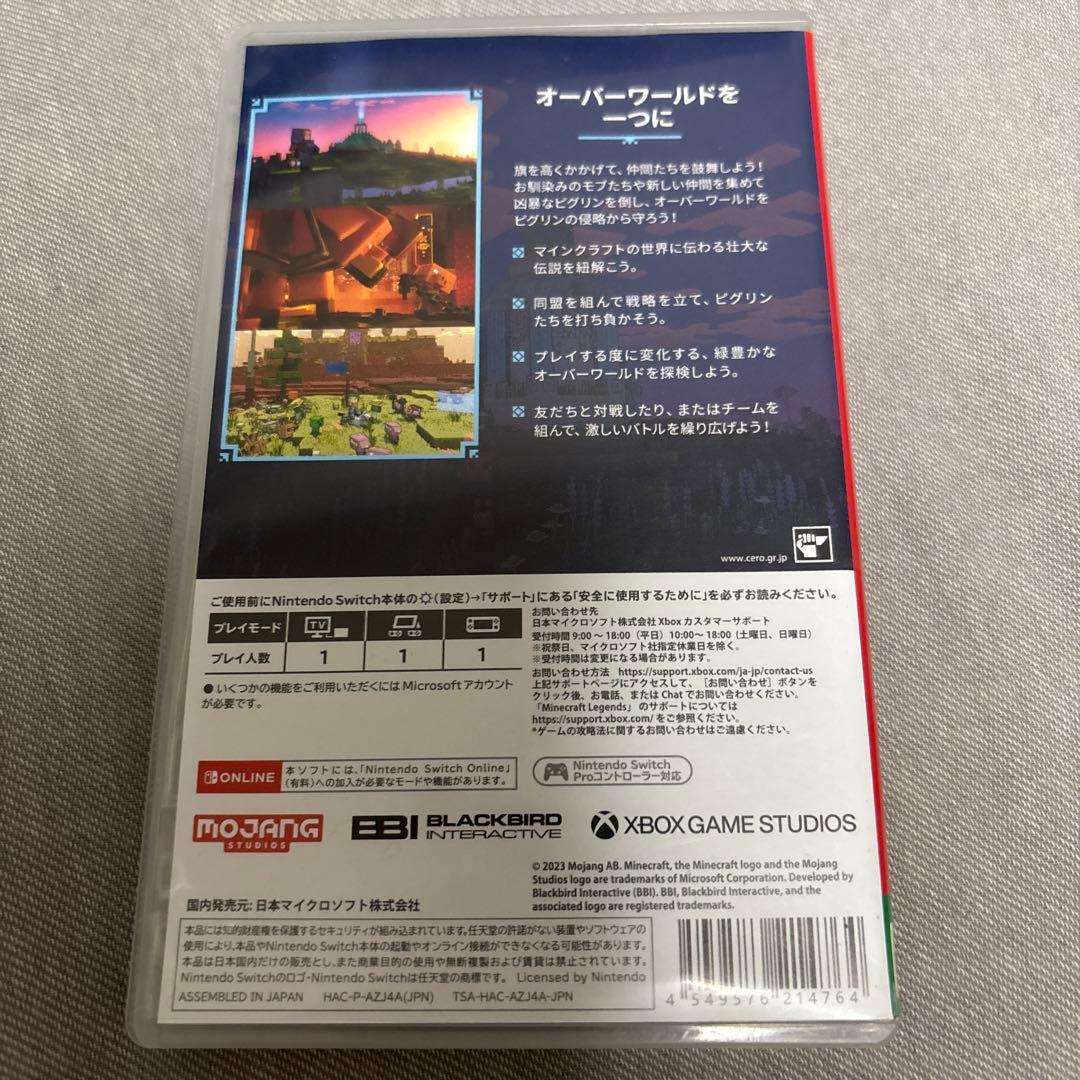 オーバーワールドを
一つに
旗を高くかかげて、仲間たちを鼓舞しよう!
お馴染みのモブたちや新しい仲間を集めて
凶暴なピグリンを倒し、オーバーワールドを
ピグリンの侵略から守ろう!
マインクラフトの世界に伝わる壮大な
伝説を紐解こう。
同盟を組んで戦略を立て、ピグリン
たちを打ち負かそう。
プレイする度に変化する、緑豊かな
オーバーワールドを探検しよう。
友だちと対戦したり、またはチームを
組んで、激しいバトルを繰り広げよう!
www.cero.gr.jp
ご使用前にNintendo Switch本体の(設定)→「サポート」にある「安全に使用するために」を必ずお読みください。
プレイモード TV
プレイ人数 1 1 1
●いくつかの機能をご利用いただくには Microsoft アカウント
が必要です。
お問い合わせ先
日本マイクロソフト株式会社 Xbox カスタマーサポート
受付時間 9:00 ~ 18:00 (平日) 10:00~ 18:00 (土曜日、日曜日)
※祝祭日、マイクロソフト社指定休業日を除く。
※受付時間は変更になる場合があります。
お問い合わせ方法 https://support.xbox.com/ja-jp/contact-us
上記サポートページにアクセスして、[お問い合わせ] ボタンを
クリック後、お電話、または Chat でお問い合わせください。
「Minecraft Legends」 のサポートについては
https://support.xbox.com/ をご参照ください。
*ゲームの攻略法に関するお問い合わせはご遠慮ください。
ONLINE
本ソフトには、「Nintendo Switch Online」
(有料)への加入が必要なモードや機能があります。
Nintendo Switch
Proコントローラー対応
MOJANG
STUDIOS
BBI BLACKBIRD
INTERACTIVE
XBOX GAME STUDIOS
© 2023 Mojang AB. Minecraft, the Minecraft logo and the Mojang
Studios logo are trademarks of Microsoft Corporation. Developed by
Blackbird Interactive (BBI). BBI, Blackbird Interactive, and the
associated logo are registered trademarks.
国内発売元: 日本マイクロソフト株式会社
本品には知的財産権を保護するセキュリティが組み込まれています。任天堂の許諾がない装置やソフトウェアの
使用により、本品やNintendo Switch本体の起動やオンライン接続ができなくなる可能性があります。
本品は日本国内だけの販売とし、また商業目的の使用や無断複製および賃貸は禁止されています。
Nintendo Switchのロゴ・Nintendo Switchは任天堂の商標です。 Licensed by Nintendo
ASSEMBLED IN JAPAN HAC-P-AZJ4A(JPN) TSA-HAC-AZJ4A-JPN
4 549576 214764